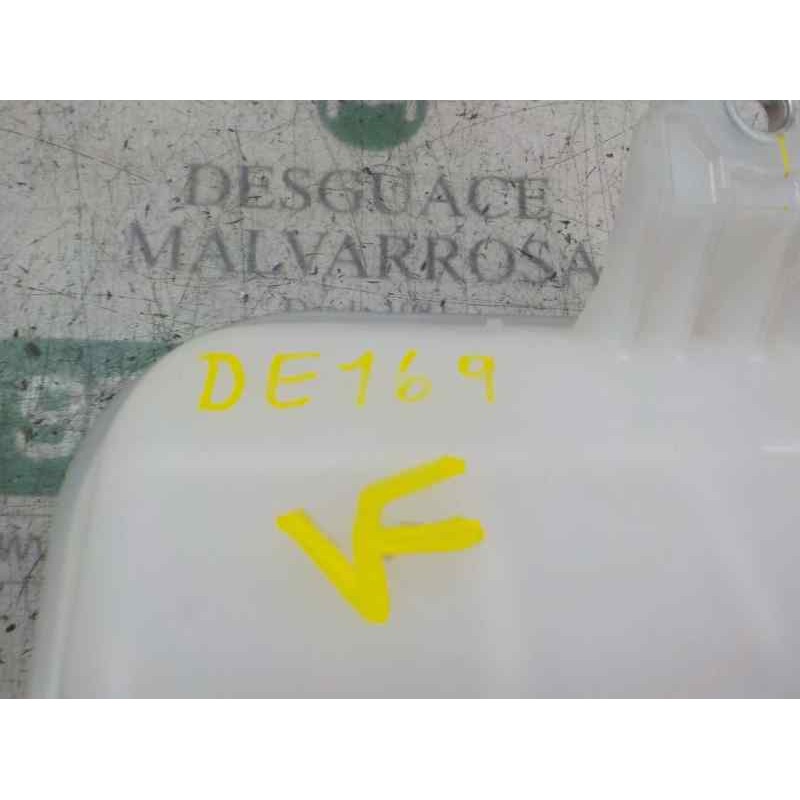 DESGUACE
MALVARROSA
DE169
VF